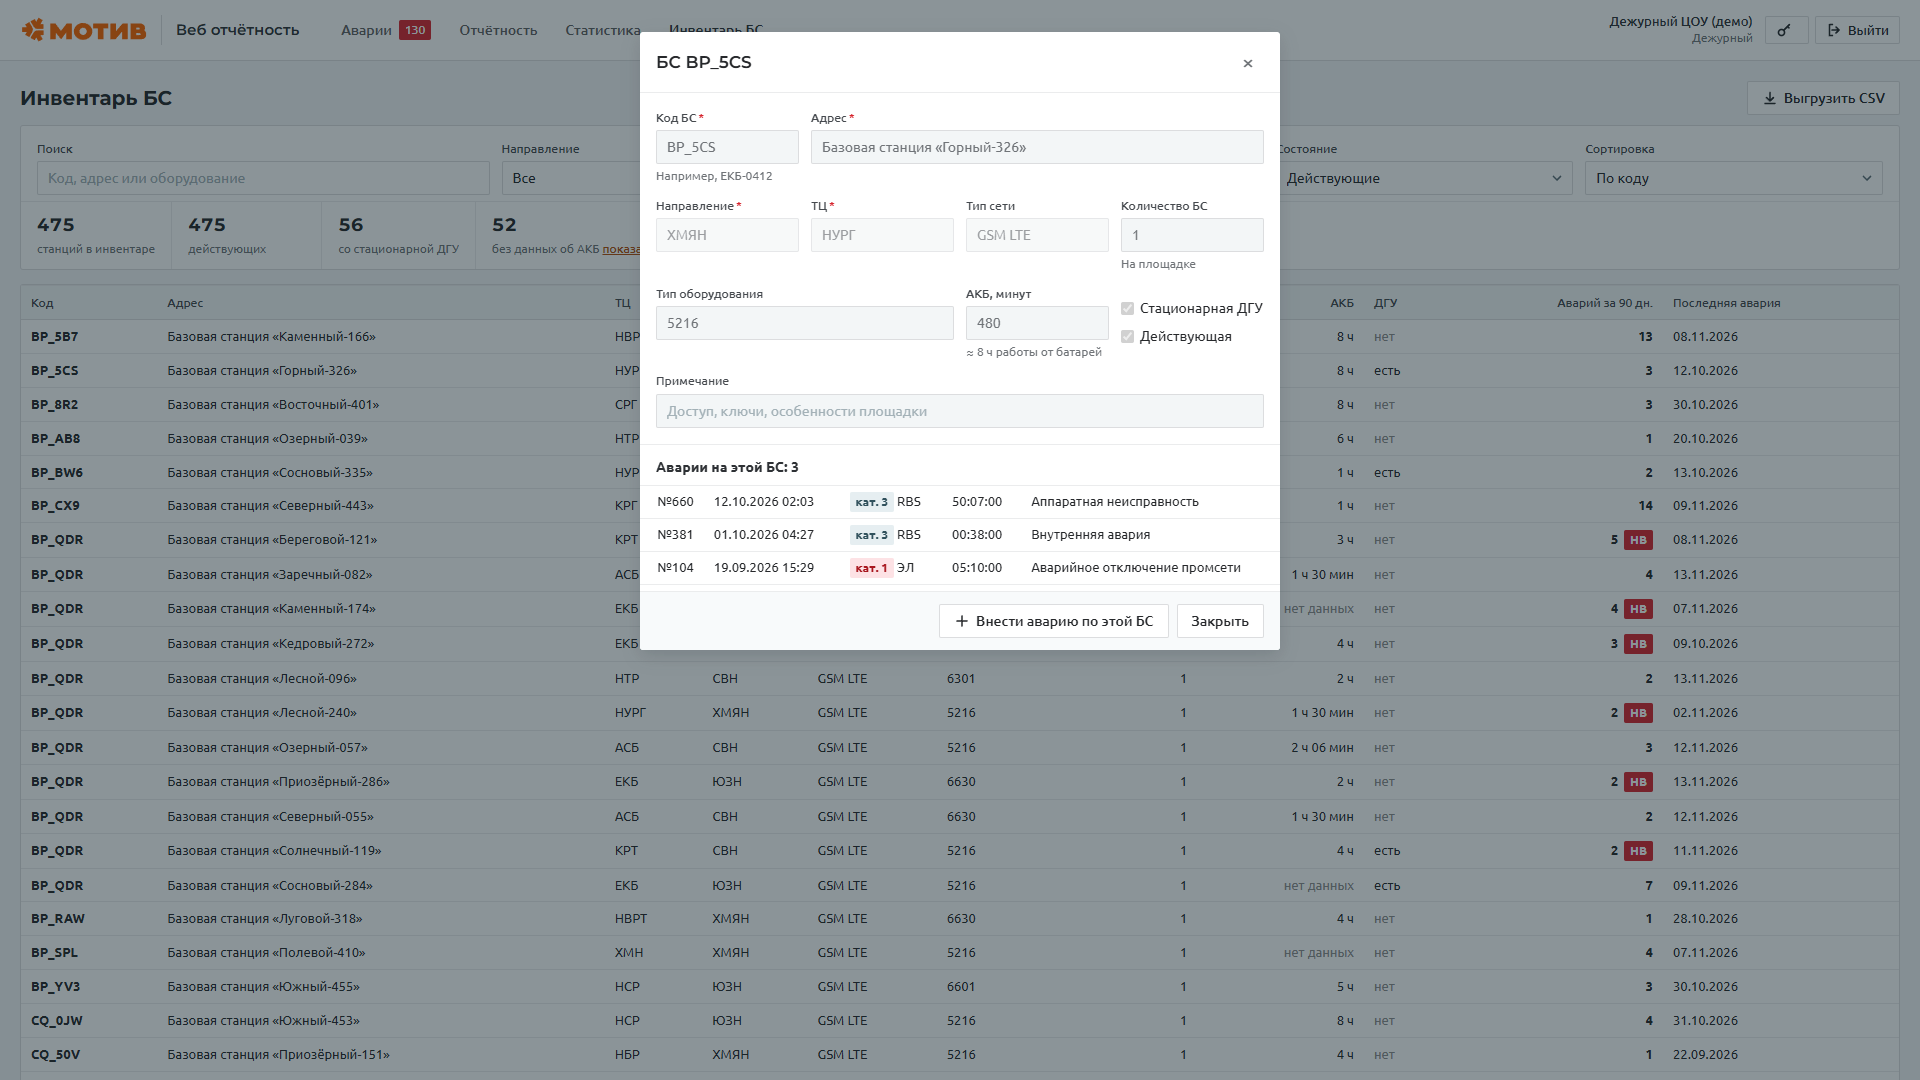 МОТИВ Веб отчётность Аварии 130 Отчётность Статистика Инвентарь БС Дежурный ЦОУ (демо) Дежурный Выйти
Инвентарь БС Выгрузить CSV
Поиск Направление Состояние Сортировка
Код, адрес или оборудование Все Действующие По коду
475 475 56 52
станций в инвентаре действующих со стационарной ДГУ без данных об АКБ показа
БС BP_5CS ×
Код БС* Адрес*
BP_5CS Базовая станция «Горный-326»
Например, ЕКБ-0412
Направление* ТЦ* Тип сети Количество БС
ХМЯН НУРГ GSM LTE 1
На площадке
Тип оборудования АКБ, минут
5216 480 Стационарная ДГУ
Действующая
≈ 8 ч работы от батарей
Примечание
Доступ, ключи, особенности площадки
Аварии на этой БС: 3
№660 12.10.2026 02:03 кат. 3 RBS 50:07:00 Аппаратная неисправность
№381 01.10.2026 04:27 кат. 3 RBS 00:38:00 Внутренняя авария
№104 19.09.2026 15:29 кат. 1 ЭЛ 05:10:00 Аварийное отключение промсети
Внести аварию по этой БС Закрыть
Код Адрес ТЦ АКБ ДГУ Аварий за 90 дн. Последняя авария
BP_5B7 Базовая станция «Каменный-166» НВР 8 ч нет 13 08.11.2026
BP_5CS Базовая станция «Горный-326» НУР 8 ч есть 3 12.10.2026
BP_8R2 Базовая станция «Восточный-401» СРГ 8 ч нет 3 30.10.2026
BP_AB8 Базовая станция «Озерный-039» НТР 6 ч нет 1 20.10.2026
BP_BW6 Базовая станция «Сосновый-335» НУР 1 ч есть 2 13.10.2026
BP_CX9 Базовая станция «Северный-443» КРГ 1 ч нет 14 09.11.2026
BP_QDR Базовая станция «Береговой-121» КРТ 3 ч нет 5 НВ 08.11.2026
BP_QDR Базовая станция «Заречный-082» АСБ 1 ч 30 мин нет 4 13.11.2026
BP_QDR Базовая станция «Каменный-174» ЕКБ нет данных нет 4 НВ 07.11.2026
BP_QDR Базовая станция «Кедровый-272» ЕКБ 4 ч нет 3 НВ 09.10.2026
BP_QDR Базовая станция «Лесной-096» НТР СВН GSM LTE 6301 1 2 ч нет 2 13.11.2026
BP_QDR Базовая станция «Лесной-240» НУРГ ХМЯН GSM LTE 5216 1 1 ч 30 мин нет 2 НВ 02.11.2026
BP_QDR Базовая станция «Озерный-057» АСБ СВН GSM LTE 5216 1 2 ч 06 мин нет 3 12.11.2026
BP_QDR Базовая станция «Приозёрный-286» ЕКБ ЮЗН GSM LTE 6630 1 2 ч нет 2 НВ 13.11.2026
BP_QDR Базовая станция «Северный-055» АСБ СВН GSM LTE 6630 1 1 ч 30 мин нет 2 12.11.2026
BP_QDR Базовая станция «Солнечный-119» КРТ СВН GSM LTE 5216 1 4 ч есть 2 НВ 11.11.2026
BP_QDR Базовая станция «Сосновый-284» ЕКБ ЮЗН GSM LTE 5216 1 нет данных есть 7 09.11.2026
BP_RAW Базовая станция «Луговой-318» НВРТ ХМЯН GSM LTE 6630 1 4 ч нет 1 28.10.2026
BP_SPL Базовая станция «Полевой-410» ХМН ХМЯН GSM LTE 5216 1 нет данных нет 4 07.11.2026
BP_YV3 Базовая станция «Южный-455» НСР ЮЗН GSM LTE 6601 1 5 ч нет 3 30.10.2026
CQ_0JW Базовая станция «Южный-453» НСР ЮЗН GSM LTE 5216 1 8 ч нет 4 31.10.2026
CQ_50V Базовая станция «Приозёрный-151» НБР ХМЯН GSM LTE 5216 1 4 ч нет 1 22.09.2026